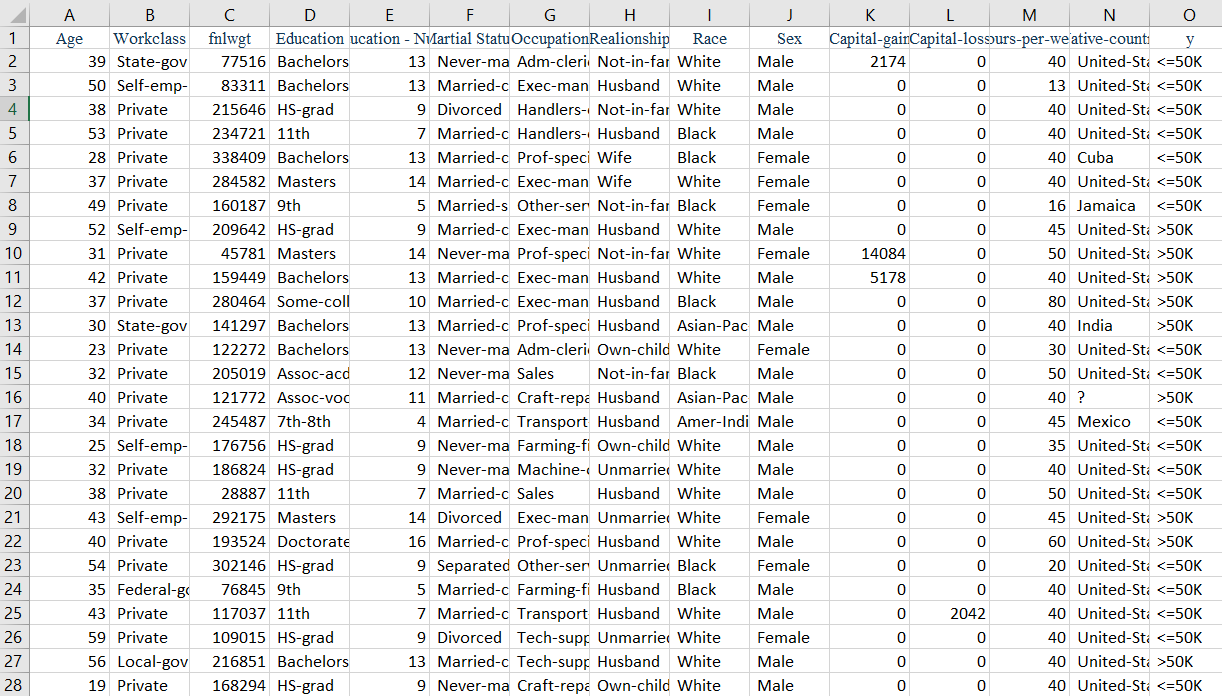 A B C D E F G H I J K L M N O
1 Age Workclass fnlwgt Education ucation - Nu Martial Statu Occupation Realionship Race Sex Capital-gain Capital-loss ours-per-we ative-countr y
2 39 State-gov 77516 Bachelors 13 Never-ma Adm-cleri Not-in-far White Male 2174 0 40 United-Sta <=50K
3 50 Self-emp- 83311 Bachelors 13 Married-c Exec-man Husband White Male 0 0 13 United-Sta <=50K
4 38 Private 215646 HS-grad 9 Divorced Handlers-c Not-in-far White Male 0 0 40 United-Sta <=50K
5 53 Private 234721 11th 7 Married-c Handlers-c Husband Black Male 0 0 40 United-Sta <=50K
6 28 Private 338409 Bachelors 13 Married-c Prof-speci Wife Black Female 0 0 40 Cuba <=50K
7 37 Private 284582 Masters 14 Married-c Exec-man Wife White Female 0 0 40 United-Sta <=50K
8 49 Private 160187 9th 5 Married-s Other-ser Not-in-far Black Female 0 0 16 Jamaica <=50K
9 52 Self-emp- 209642 HS-grad 9 Married-c Exec-man Husband White Male 0 0 45 United-Sta >50K
10 31 Private 45781 Masters 14 Never-ma Prof-speci Not-in-far White Female 14084 0 50 United-Sta >50K
11 42 Private 159449 Bachelors 13 Married-c Exec-man Husband White Male 5178 0 40 United-Sta >50K
12 37 Private 280464 Some-coll 10 Married-c Exec-man Husband Black Male 0 0 80 United-Sta >50K
13 30 State-gov 141297 Bachelors 13 Married-c Prof-speci Husband Asian-Pac Male 0 0 40 India >50K
14 23 Private 122272 Bachelors 13 Never-ma Adm-cleri Own-child White Female 0 0 30 United-Sta <=50K
15 32 Private 205019 Assoc-acd 12 Never-ma Sales Not-in-far Black Male 0 0 50 United-Sta <=50K
16 40 Private 121772 Assoc-voc 11 Married-c Craft-repa Husband Asian-Pac Male 0 0 40 ? >50K
17 34 Private 245487 7th-8th 4 Married-c Transport Husband Amer-Indi Male 0 0 45 Mexico <=50K
18 25 Self-emp- 176756 HS-grad 9 Never-ma Farming-fi Own-child White Male 0 0 35 United-Sta <=50K
19 32 Private 186824 HS-grad 9 Never-ma Machine-c Unmarried White Male 0 0 40 United-Sta <=50K
20 38 Private 28887 11th 7 Married-c Sales Husband White Male 0 0 50 United-Sta <=50K
21 43 Self-emp- 292175 Masters 14 Divorced Exec-man Unmarried White Female 0 0 45 United-Sta >50K
22 40 Private 193524 Doctorate 16 Married-c Prof-speci Husband White Male 0 0 60 United-Sta >50K
23 54 Private 302146 HS-grad 9 Separated Other-ser Unmarried Black Female 0 0 20 United-Sta <=50K
24 35 Federal-go 76845 9th 5 Married-c Farming-fi Husband Black Male 0 0 40 United-Sta <=50K
25 43 Private 117037 11th 7 Married-c Transport Husband White Male 0 2042 40 United-Sta <=50K
26 59 Private 109015 HS-grad 9 Divorced Tech-supp Unmarried White Female 0 0 40 United-Sta <=50K
27 56 Local-gov 216851 Bachelors 13 Married-c Tech-supp Husband White Male 0 0 40 United-Sta >50K
28 19 Private 168294 HS-grad 9 Never-ma Craft-repa Own-child White Male 0 0 40 United-Sta <=50K